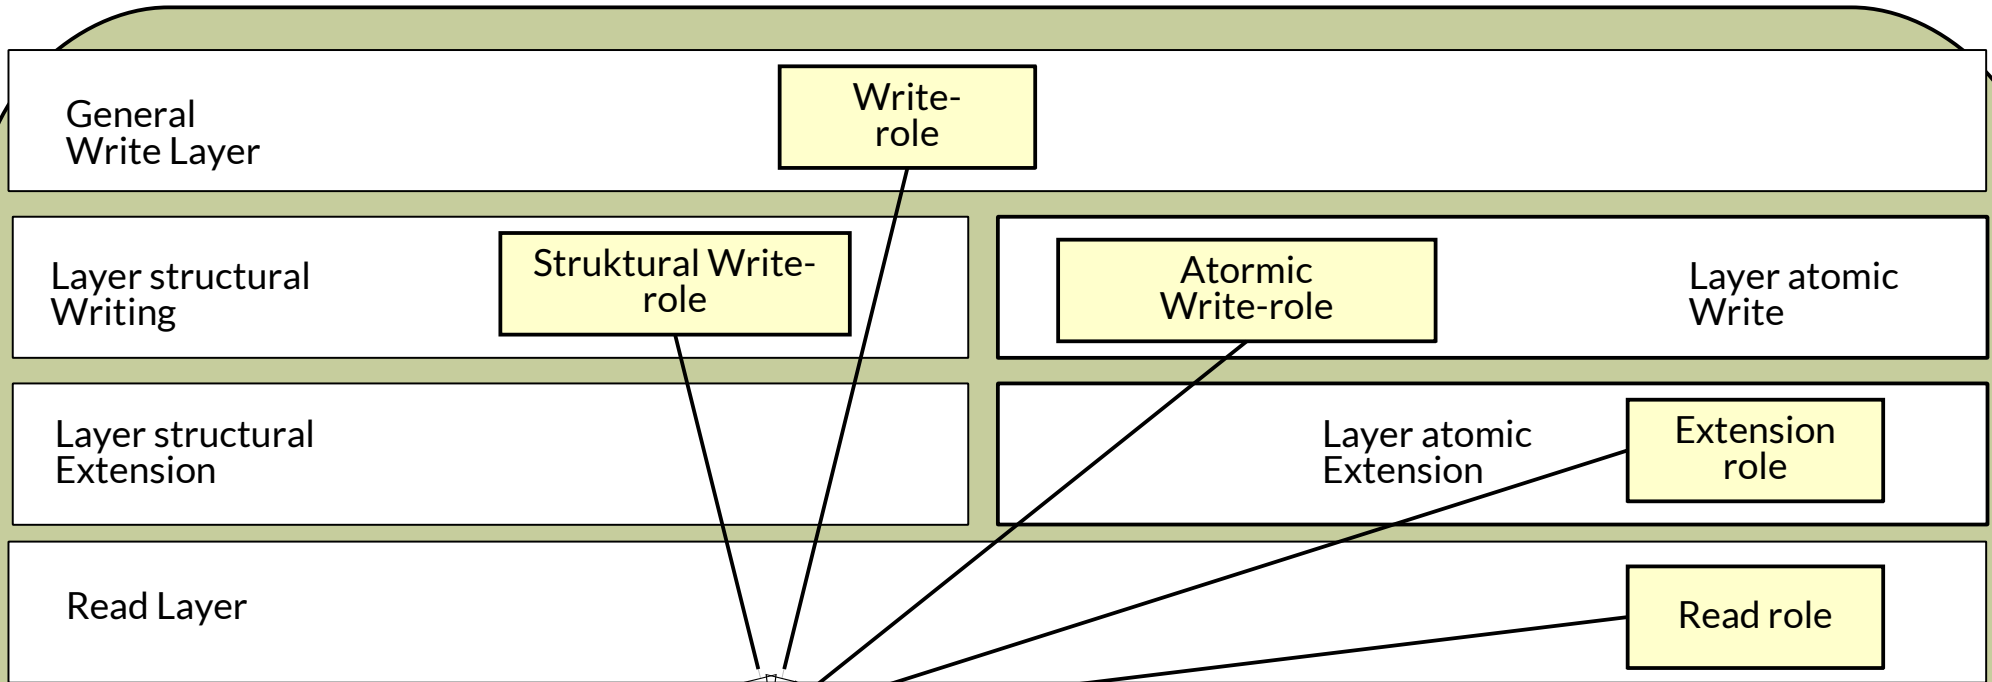 General
Write Layer
Write-
role
Layer structural
Writing
Struktural Write-
role
Atormic
Write-role
Layer atomic
Write
Layer structural
Extension
Layer atomic
Extension
Extension
role
Read Layer
Read role